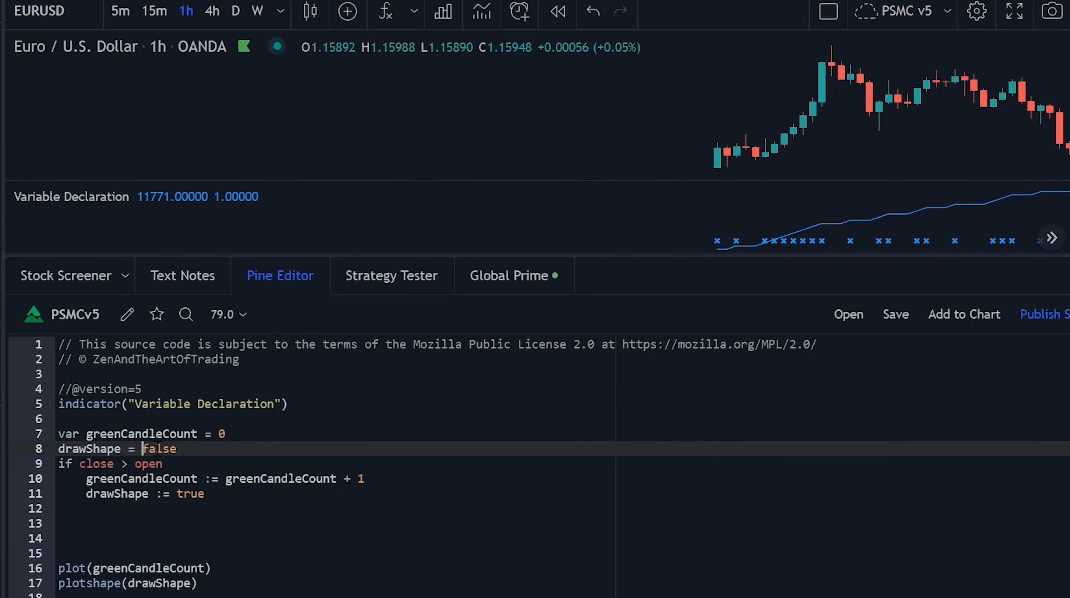 EURUSD 5m 15m 1h 4h D W PSMC v5
Euro / U.S. Dollar · 1h · OANDA O1.15892 H1.15988 L1.15890 C1.15948 +0.00056 (+0.05%)
Variable Declaration 11771.00000 1.00000
Stock Screener Text Notes Pine Editor Strategy Tester Global Prime
PSMCv5 79.0 Open Save Add to Chart Publish S
1 // This source code is subject to the terms of the Mozilla Public License 2.0 at https://mozilla.org/MPL/2.0/
2 // © ZenAndTheArtOfTrading
3
4 //@version=5
5 indicator("Variable Declaration")
6
7 var greenCandleCount = 0
8 drawShape = false
9 if close > open
10 greenCandleCount := greenCandleCount + 1
11 drawShape := true
12
13
14
15
16 plot(greenCandleCount)
17 plotshape(drawShape)
18